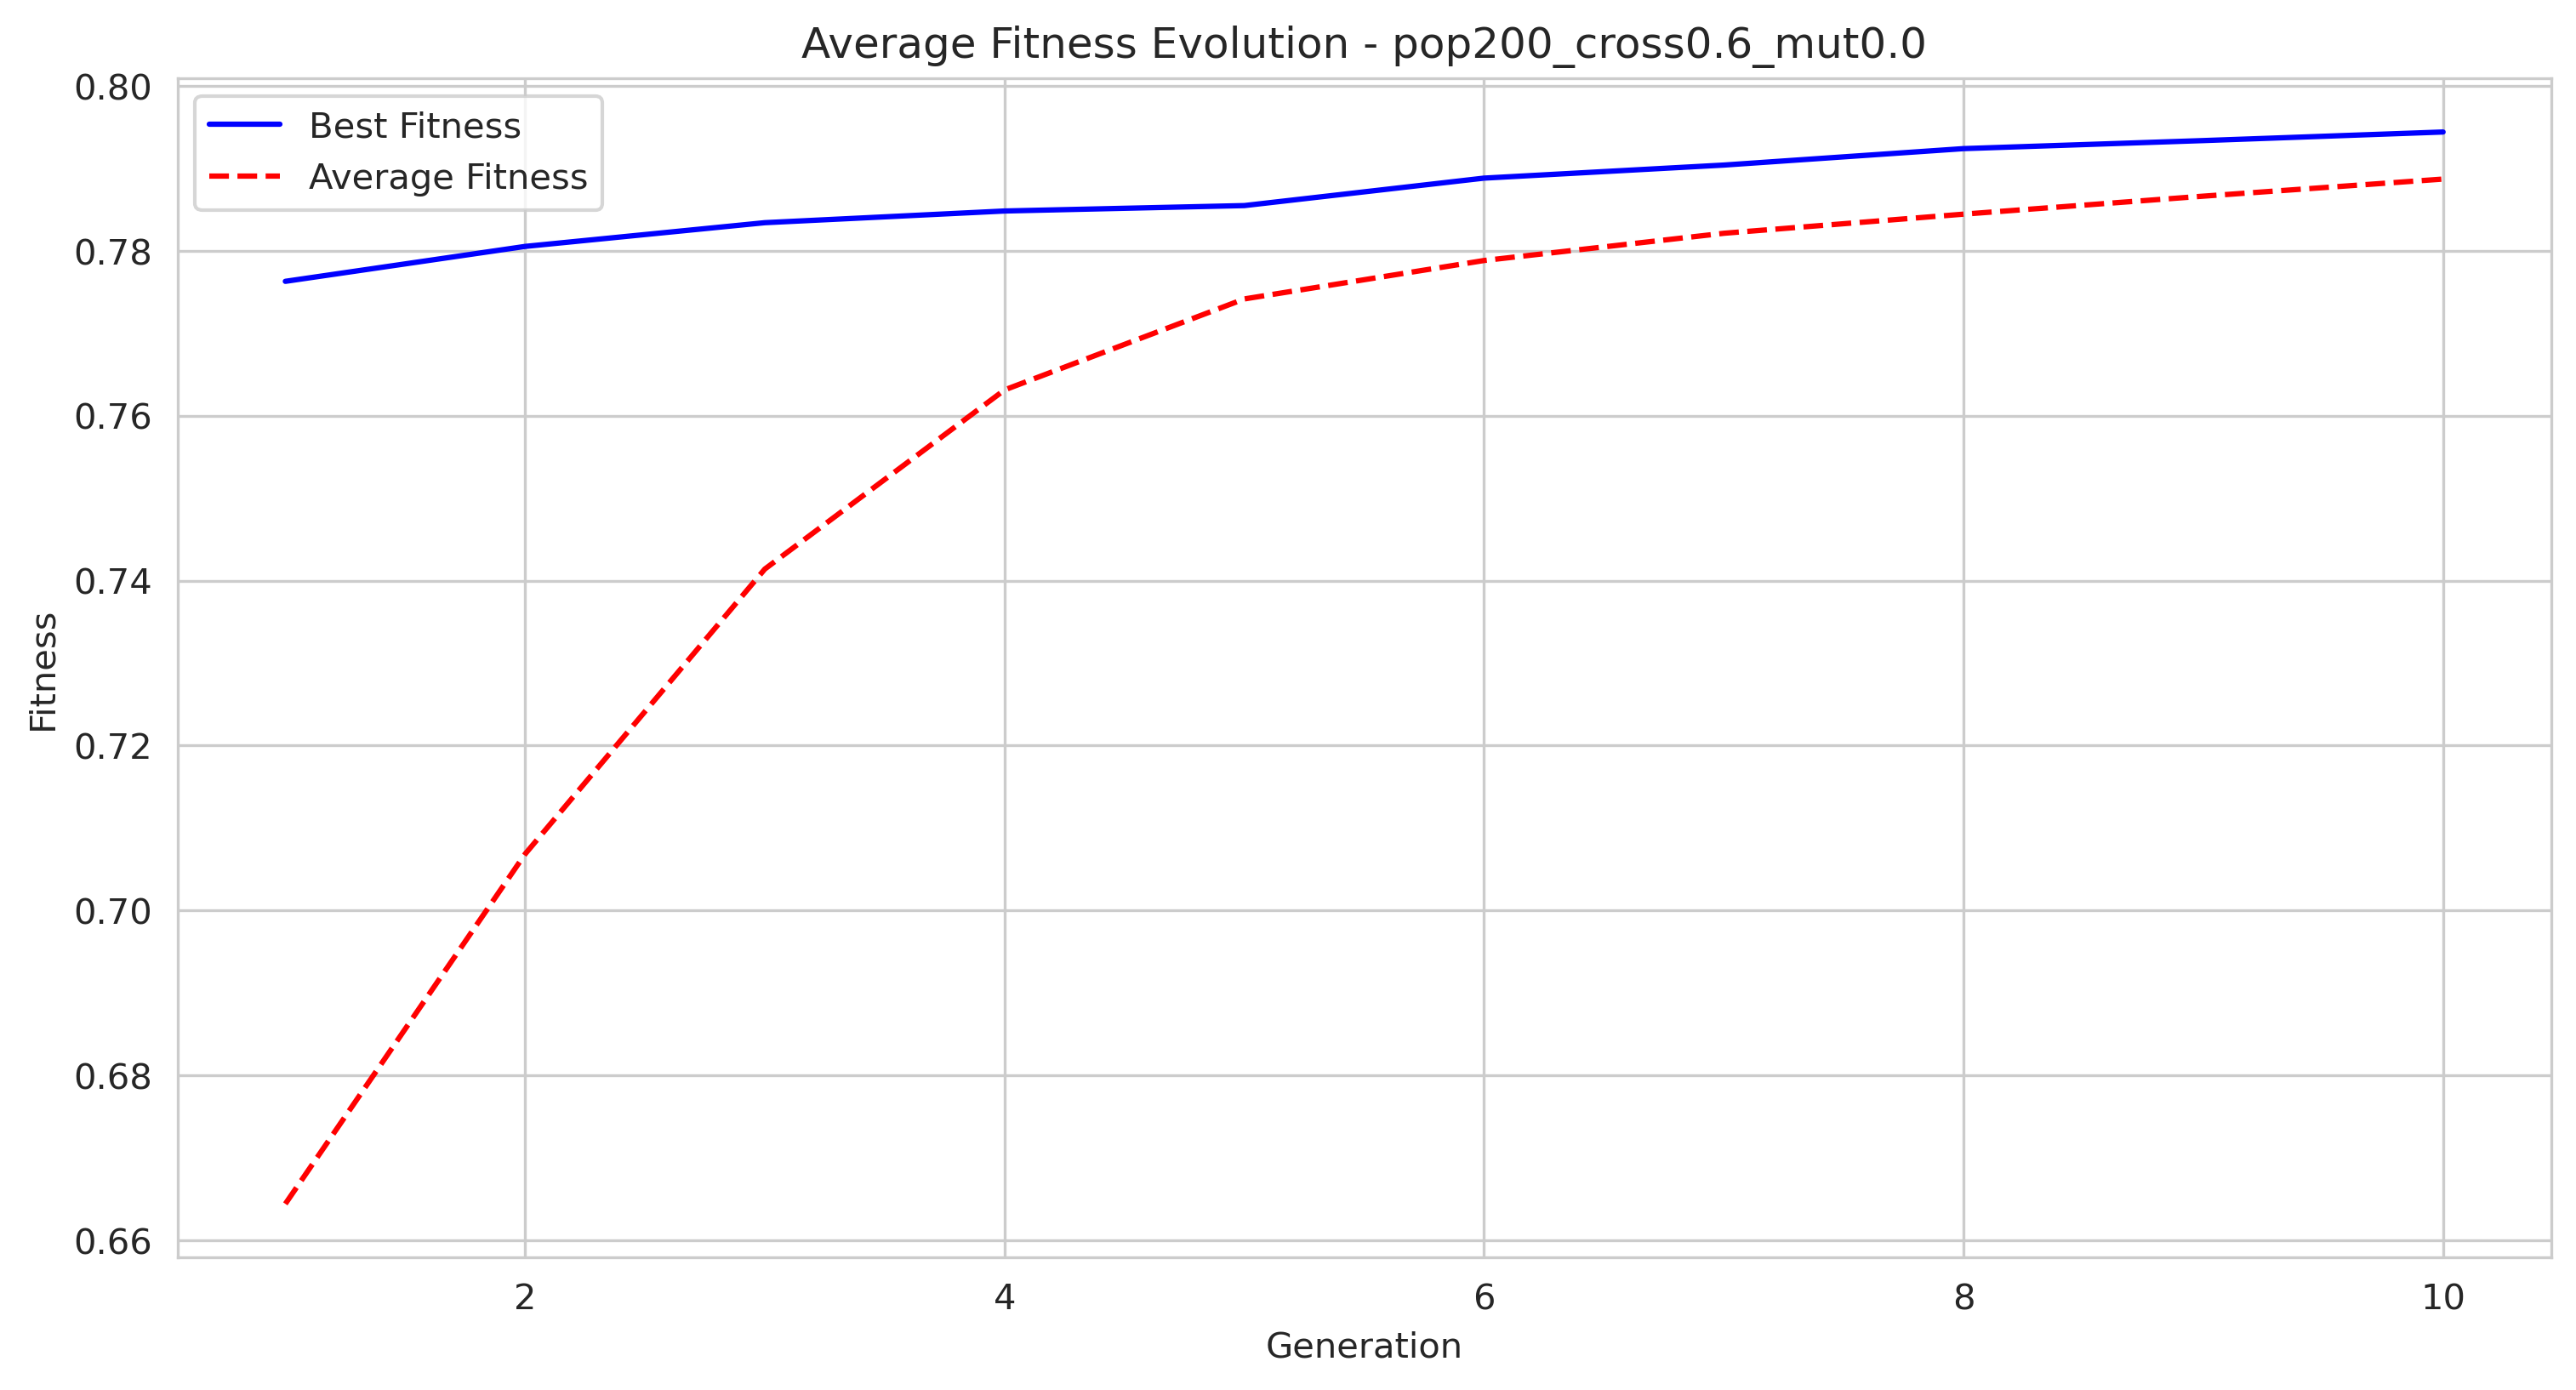 Average Fitness Evolution - pop200_cross0.6_mut0.0
Best Fitness
Average Fitness
0.80
0.78
0.76
0.74
0.72
0.70
0.68
0.66
Fitness
2 4 6 8 10
Generation